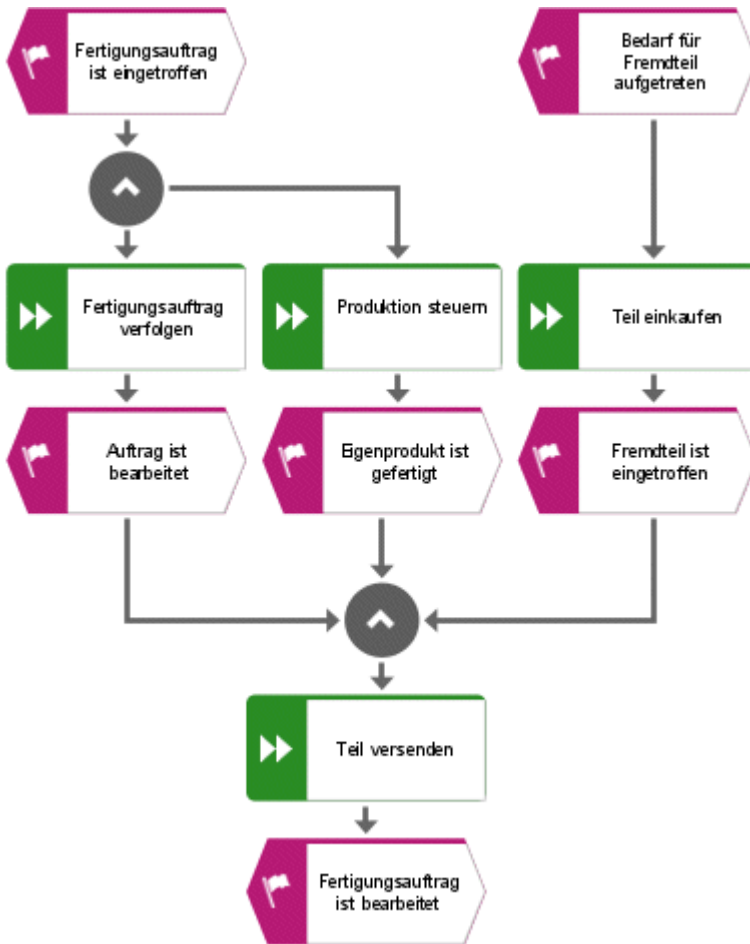 Fertigungsauftrag
ist eingetroffen
Bedarf für
Fremdteil
aufgetreten
Fertigungsauftrag
verfolgen
Produktion steuern
Teil einkaufen
Auftrag ist
bearbeitet
Eigenprodukt ist
gefertigt
Fremdteil ist
eingetroffen
Teil versenden
Fertigungsauftrag
ist bearbeitet